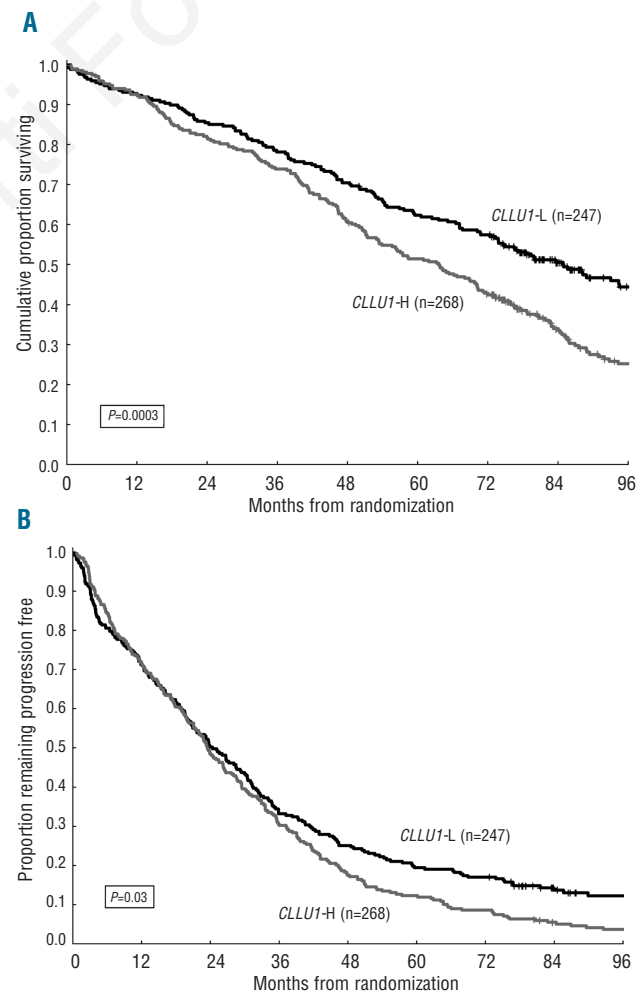 A
Cumulative proportion surviving
1.0
0.9
0.8
0.7
0.6
0.5
0.4
0.3
0.2
0.1
0.0
CLLU1-L (n=247)
CLLU1-H (n=268)
P=0.0003
0 12 24 36 48 60 72 84 96
Months from randomization
B
Proportion remaining progression free
1.0
0.9
0.8
0.7
0.6
0.5
0.4
0.3
0.2
0.1
0.0
CLLU1-L (n=247)
CLLU1-H (n=268)
P=0.03
0 12 24 36 48 60 72 84 96
Months from randomization